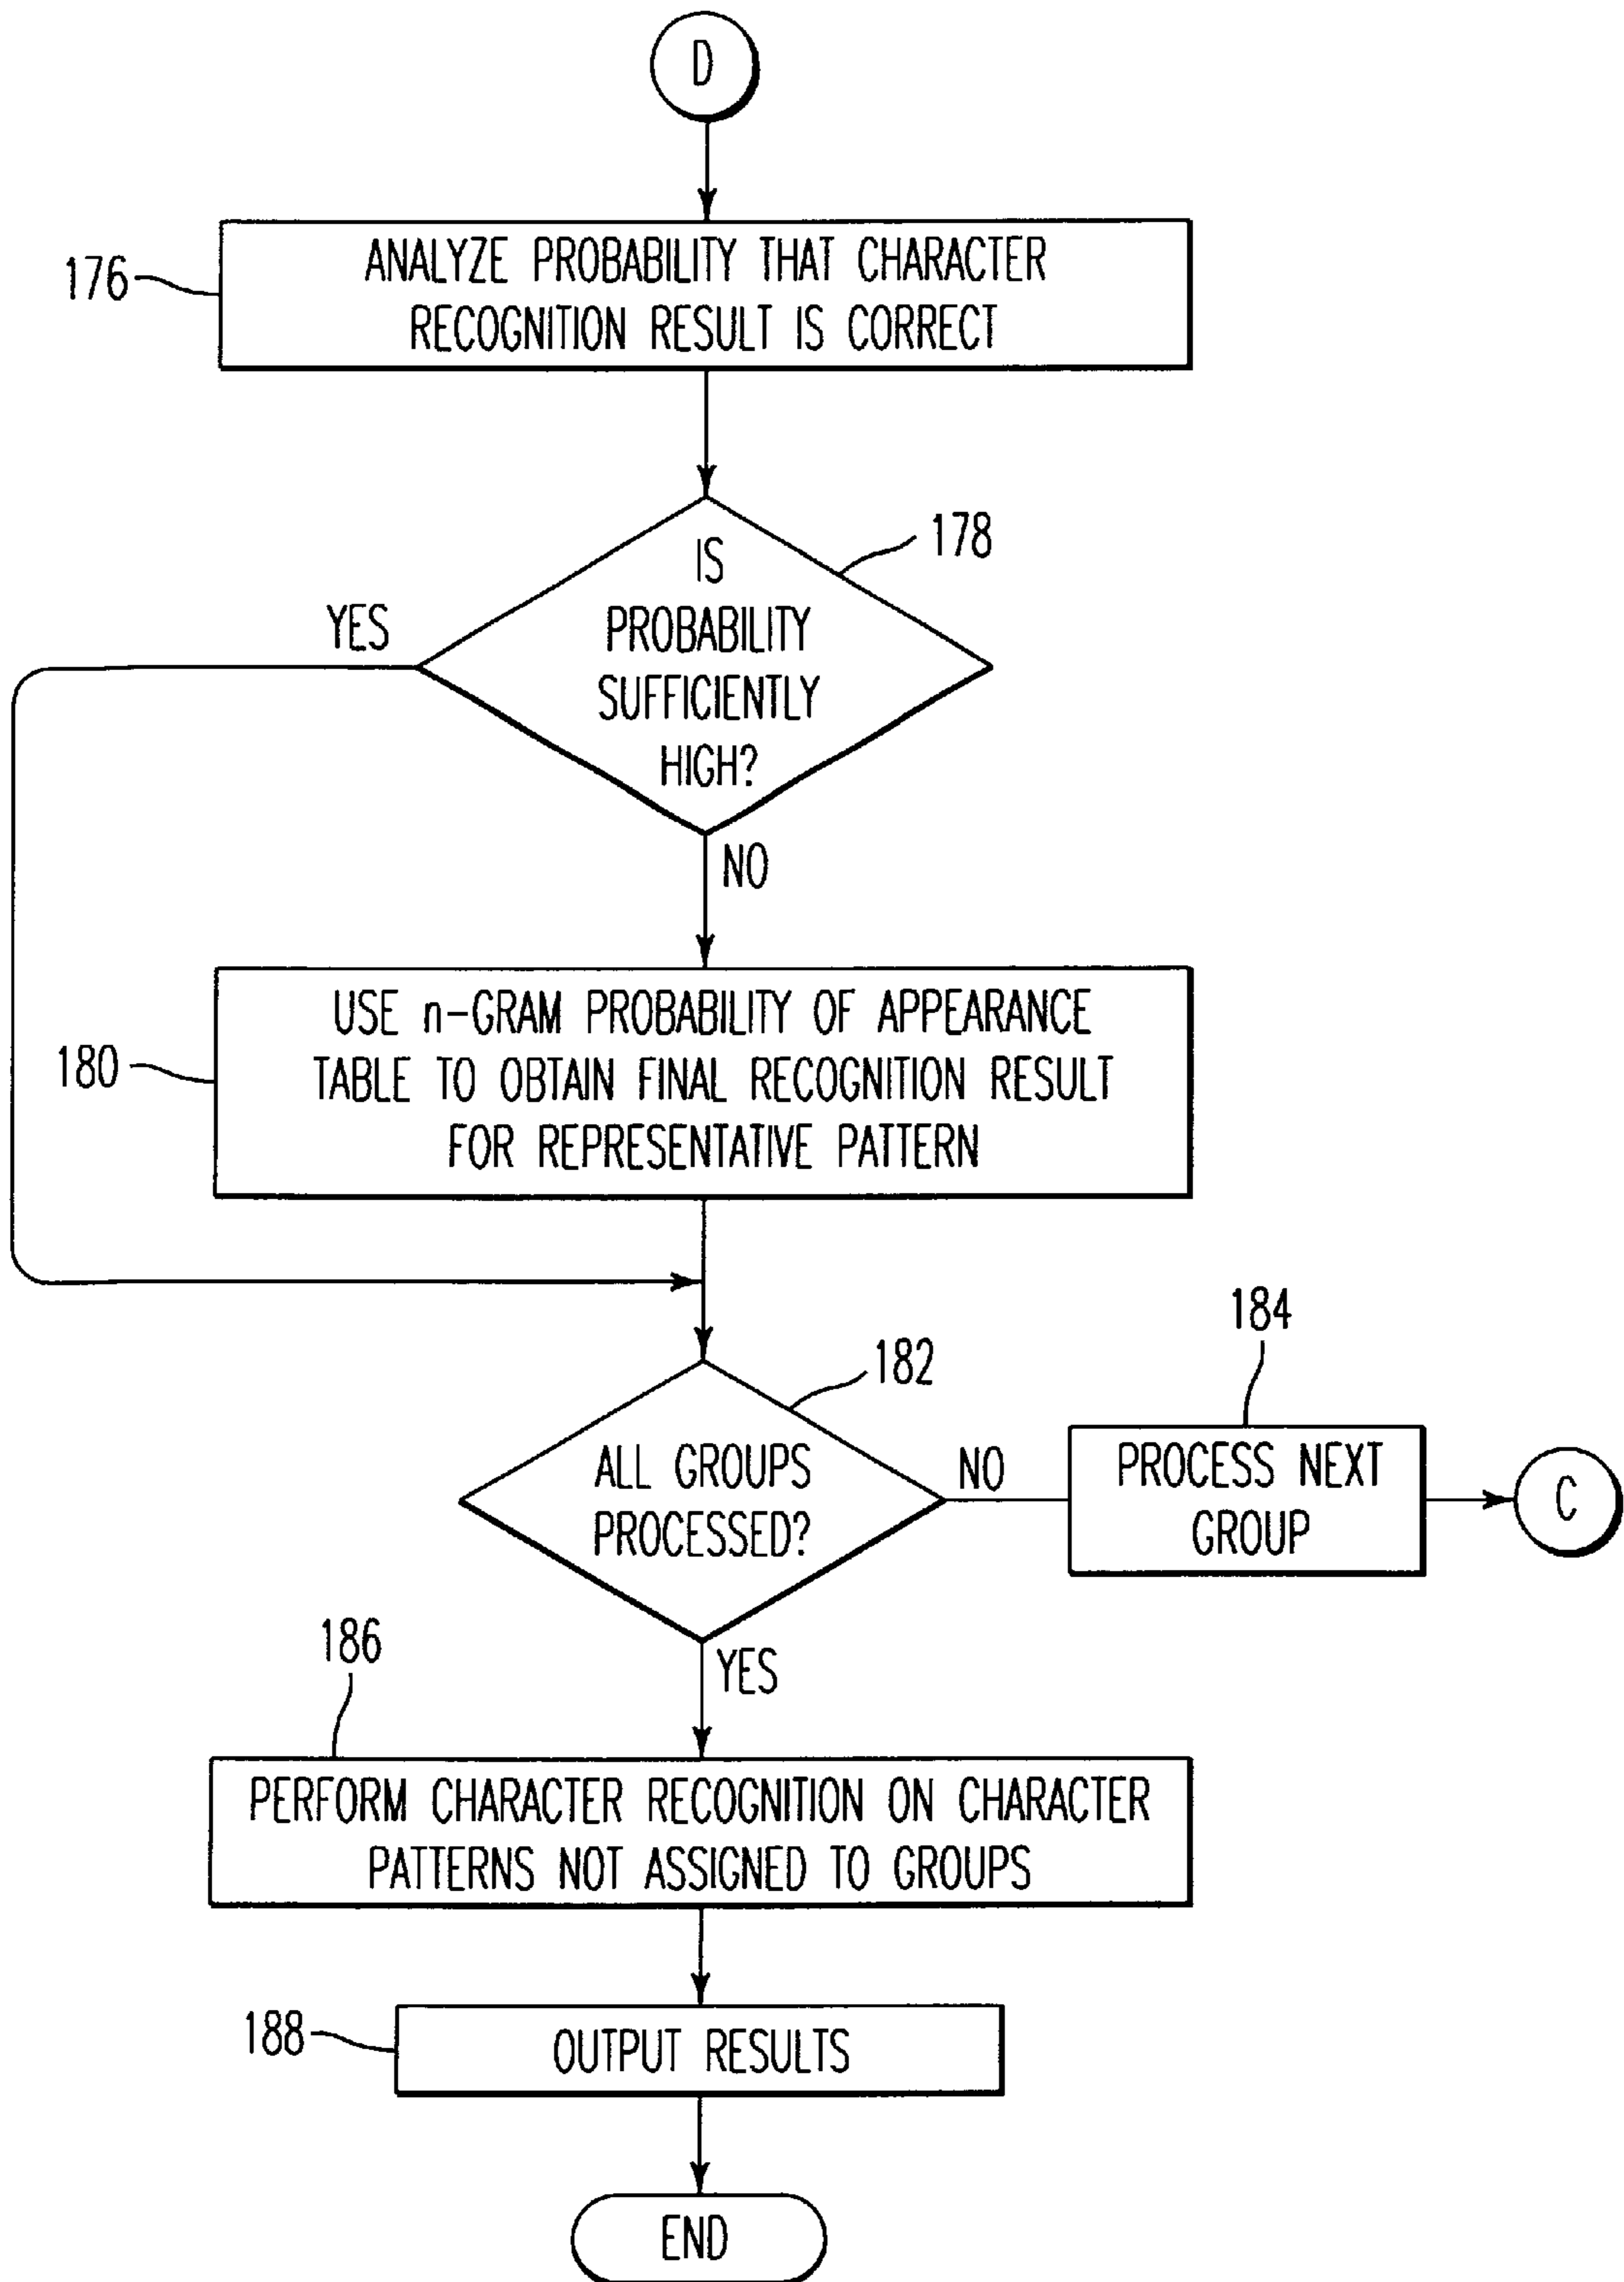 D
176
ANALYZE PROBABILITY THAT CHARACTER
RECOGNITION RESULT IS CORRECT
178
IS
PROBABILITY
SUFFICIENTLY
HIGH?
YES
NO
180
USE n-GRAM PROBABILITY OF APPEARANCE
TABLE TO OBTAIN FINAL RECOGNITION RESULT
FOR REPRESENTATIVE PATTERN
182
ALL GROUPS
PROCESSED?
NO
184
PROCESS NEXT
GROUP
C
YES
186
PERFORM CHARACTER RECOGNITION ON CHARACTER
PATTERNS NOT ASSIGNED TO GROUPS
188
OUTPUT RESULTS
END